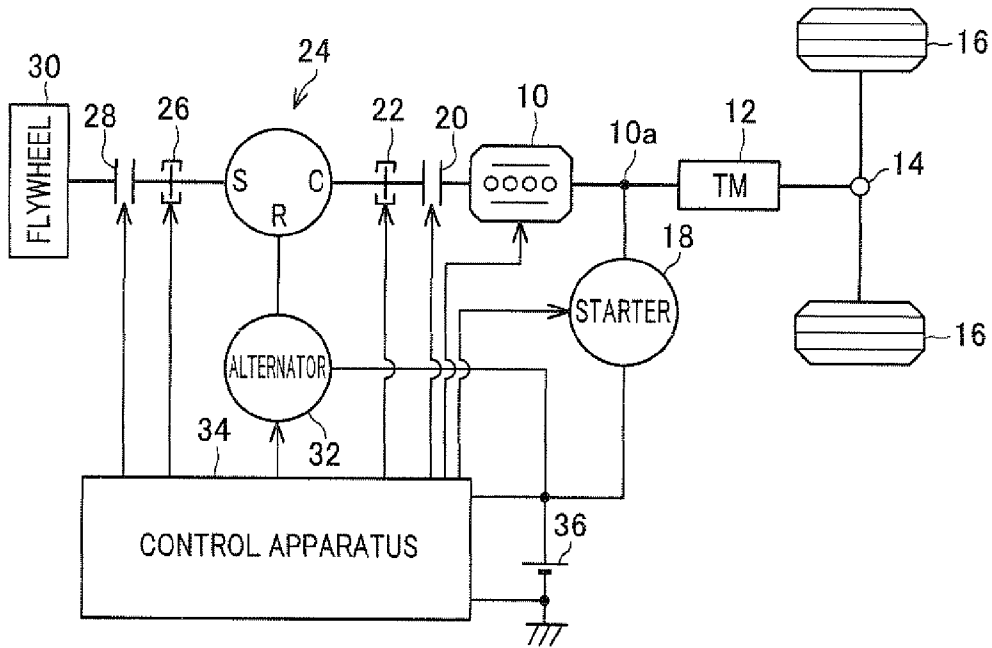 16
24
30
FLYWHEEL
28
26
S
C
R
22
20
10
10a
12
TM
14
18
STARTER
16
ALTERNATOR
32
34
CONTROL APPARATUS
36